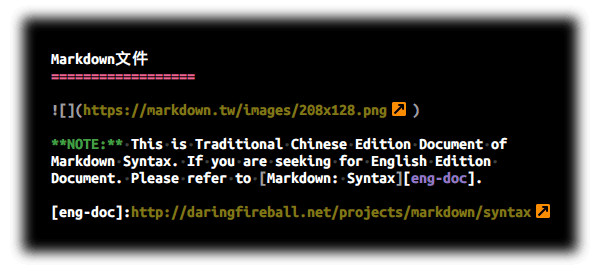 Markdown文件
==================
![](https://markdown.tw/images/208x128.png)
**NOTE:** This is Traditional Chinese Edition Document of
Markdown Syntax. If you are seeking for English Edition
Document. Please refer to [Markdown: Syntax][eng-doc].
[eng-doc]:http://daringfireball.net/projects/markdown/syntax